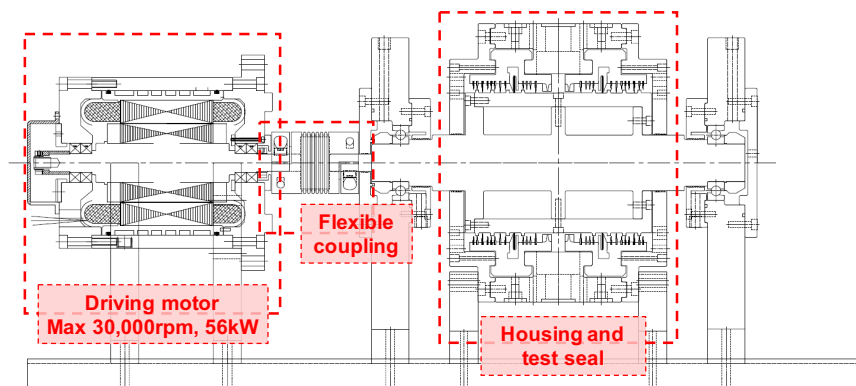 Flexible
coupling
Driving motor
Max 30,000rpm, 56kW
Housing and
test seal